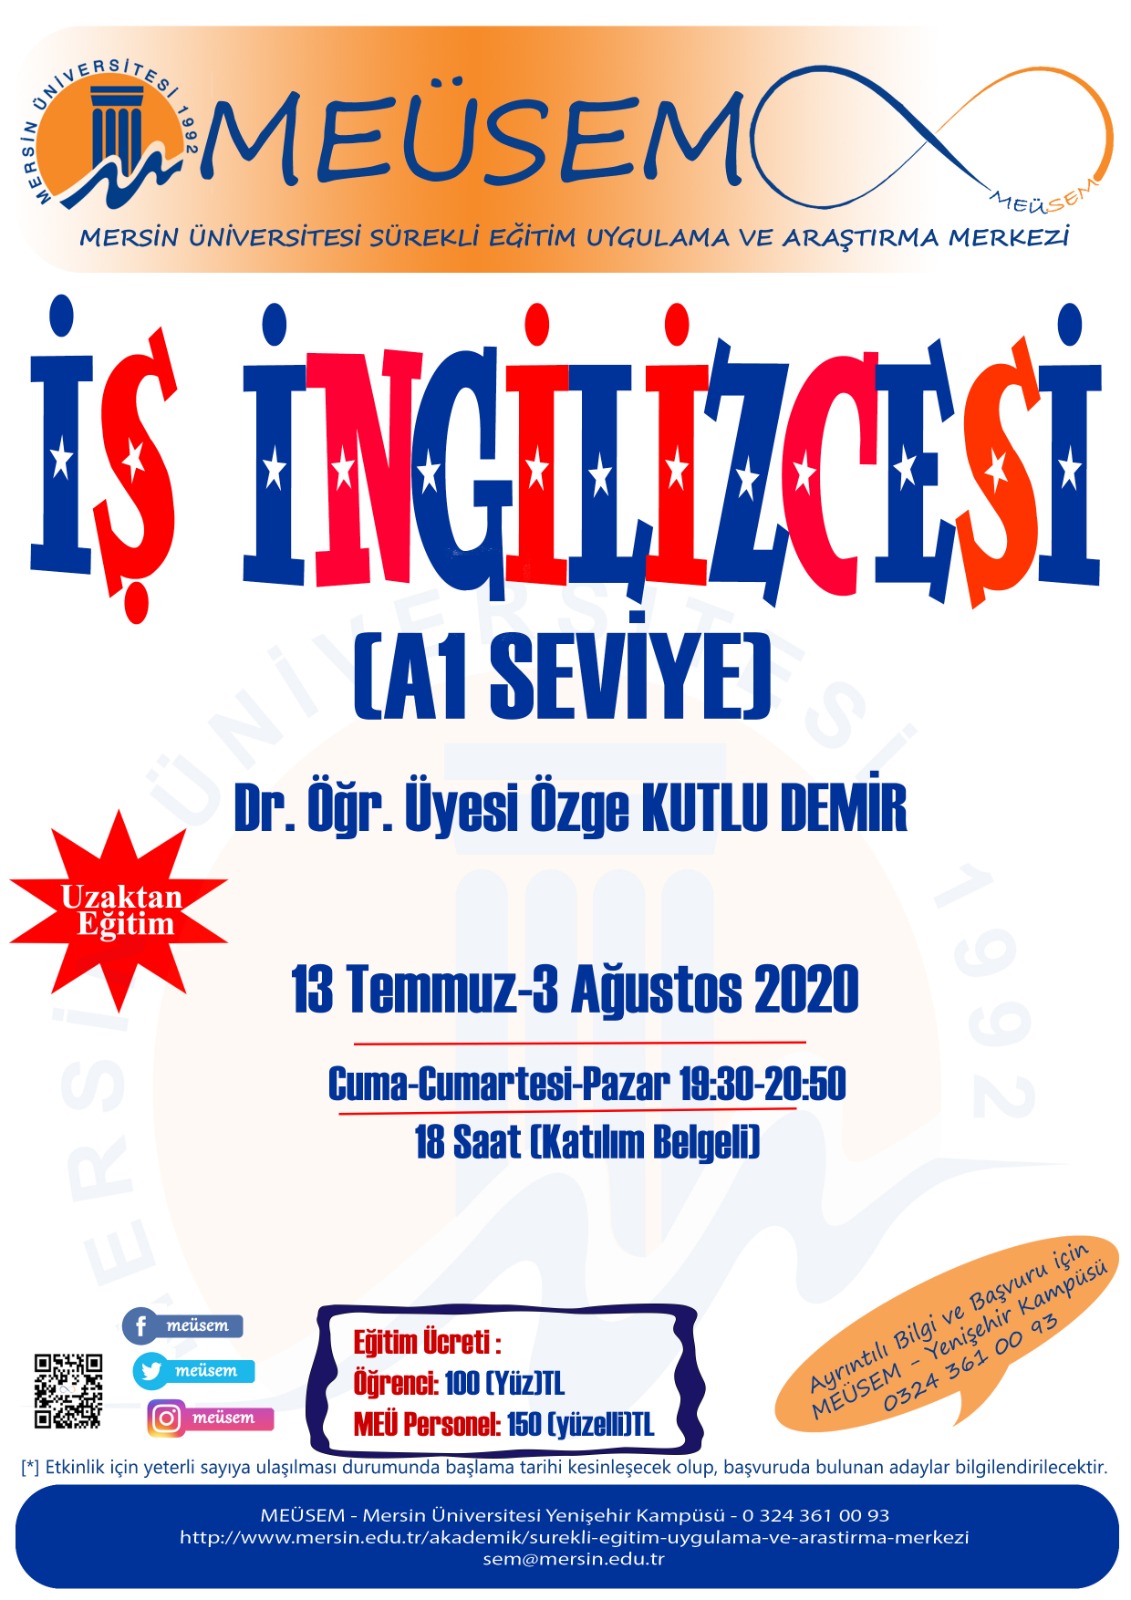 MERSİN ÜNİVERSİTESİ 1992
MEÜSEM
MEÜSEM
MERSİN ÜNİVERSİTESİ SÜREKLİ EĞİTİM UYGULAMA VE ARAŞTIRMA MERKEZİ
İŞ İNGİLİZCESİ
(A1 SEVİYE)
Dr. Öğr. Üyesi Özge KUTLU DEMİR
Uzaktan
Eğitim
13 Temmuz-3 Ağustos 2020
Cuma-Cumartesi-Pazar 19:30-20:50
18 Saat (Katılım Belgeli)
MERSİN ÜNİVERSİTESİ 1992
Ayrıntılı Bilgi ve Başvuru için
MEÜSEM - Yenişehir Kampüsü
0324 361 00 93
meüsem
meüsem
meüsem
Eğitim Ücreti :
Öğrenci: 100 (Yüz)TL
MEÜ Personel: 150 (yüzelli)TL
[*] Etkinlik için yeterli sayıya ulaşılması durumunda başlama tarihi kesinleşecek olup, başvuruda bulunan adaylar bilgilendirilecektir.
MEÜSEM - Mersin Üniversitesi Yenişehir Kampüsü - 0 324 361 00 93
http://www.mersin.edu.tr/akademik/surekli-egitim-uygulama-ve-arastirma-merkezi
sem@mersin.edu.tr